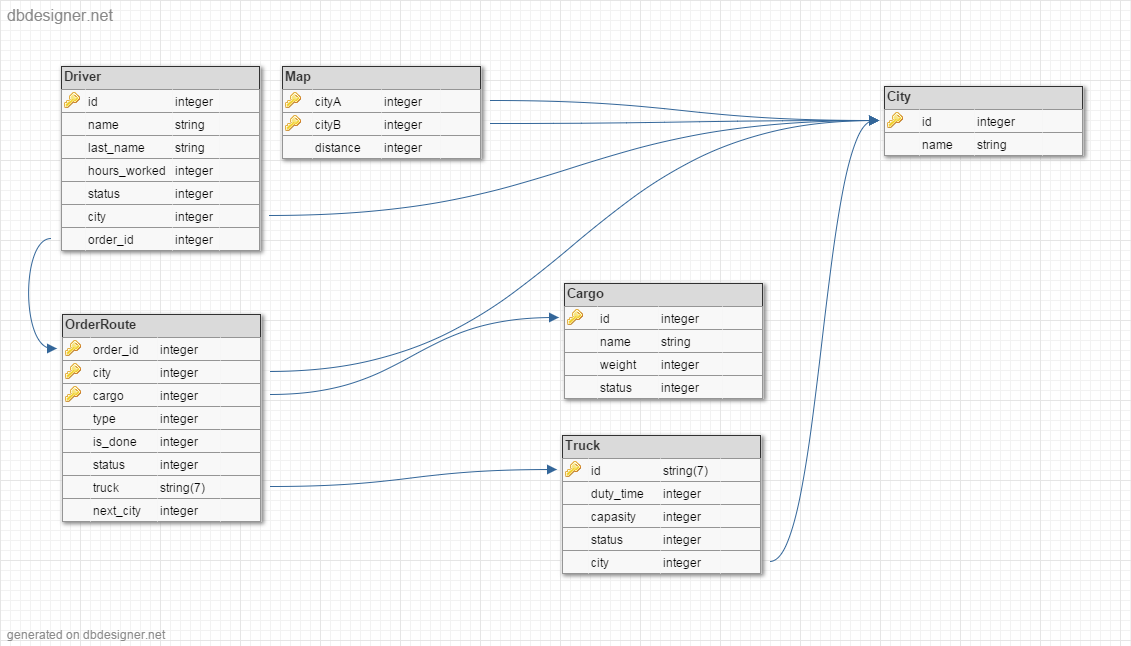 dbdesigner.net
Driver
id integer
name string
last_name string
hours_worked integer
status integer
city integer
order_id integer
Map
cityA integer
cityB integer
distance integer
City
id integer
name string
OrderRoute
order_id integer
city integer
cargo integer
type integer
is_done integer
status integer
truck string(7)
next_city integer
Cargo
id integer
name string
weight integer
status integer
Truck
id string(7)
duty_time integer
capasity integer
status integer
city integer
generated on dbdesigner.net